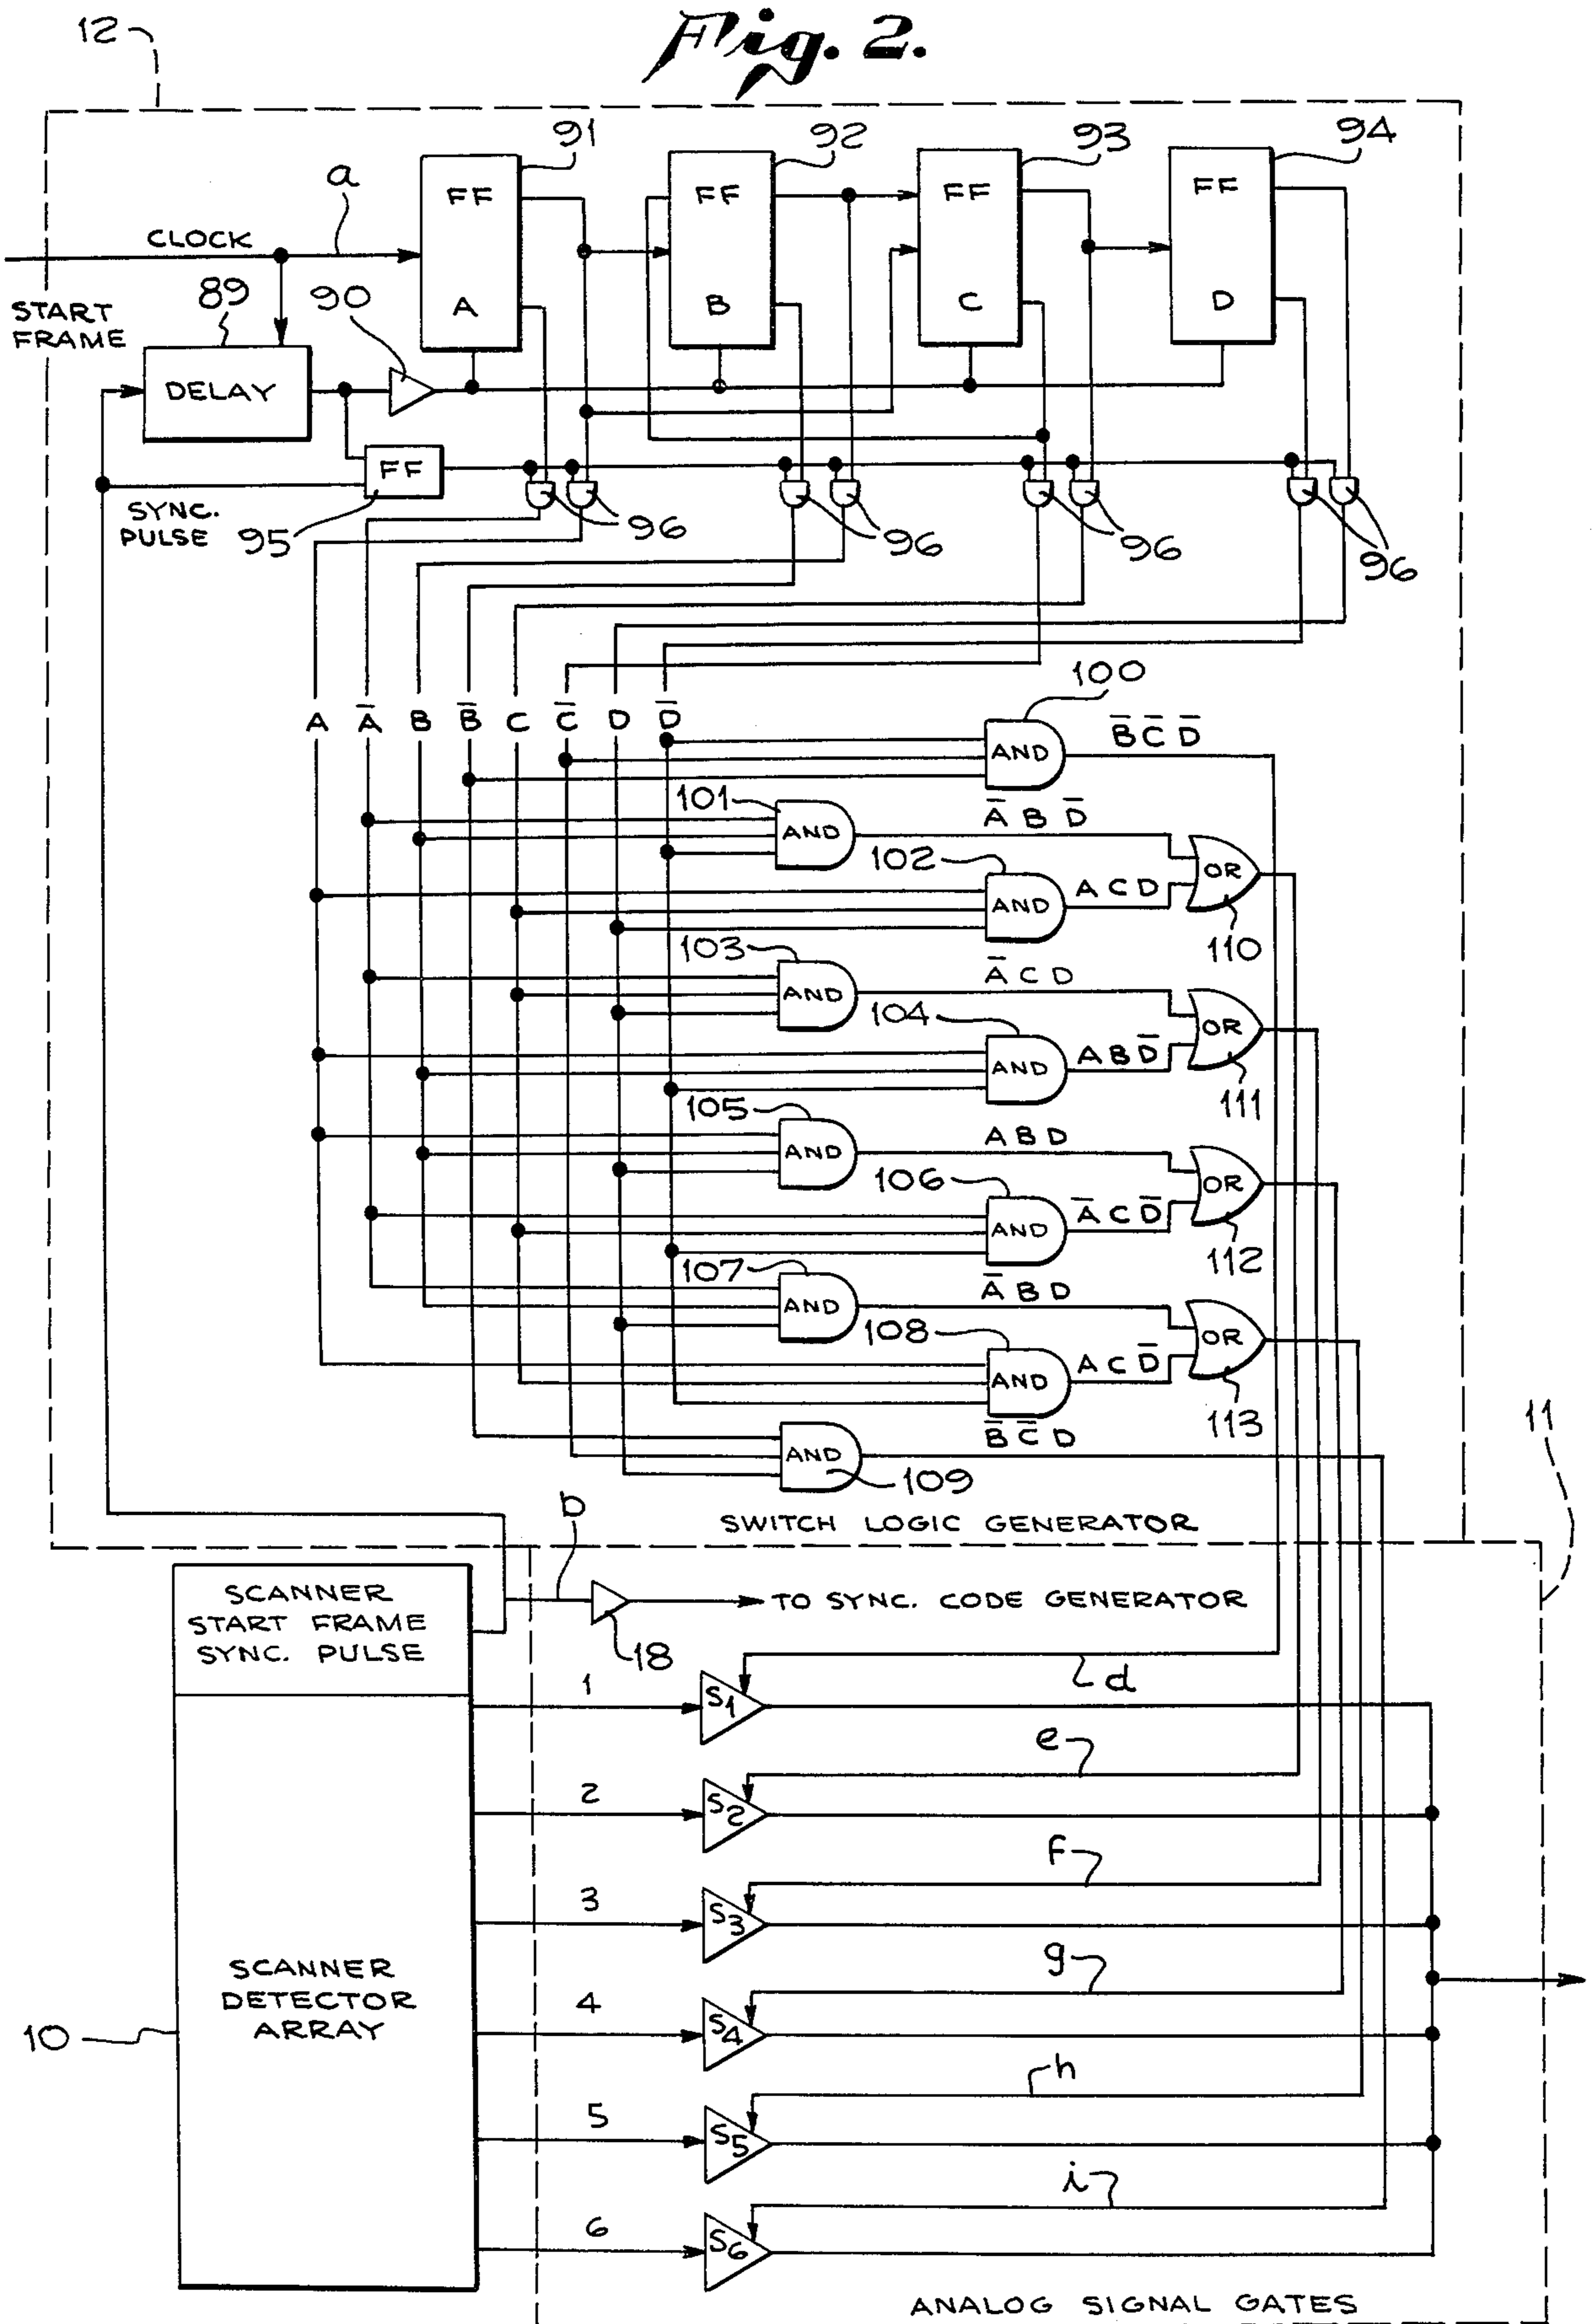 Fig. 2.
12
91
92
93
94
a
FF
FF
FF
FF
CLOCK
START
FRAME
89
90
A
B
C
D
DELAY
FF
SYNC.
PULSE
95
96
96
96
96
A Ā B B̄ C C̄ D D̄
100
AND
B̄ C̄ D̄
101
AND
Ā B D̄
102
AND
A C D
OR
110
103
AND
Ā C D
104
AND
A B D̄
OR
111
105
AND
A B D
106
AND
Ā C D̄
OR
112
107
AND
Ā B D
108
AND
A C D̄
OR
113
11
AND
B̄ C̄ D
109
b
SWITCH LOGIC GENERATOR
SCANNER
START FRAME
SYNC. PULSE
TO SYNC. CODE GENERATOR
18
1
S1
d
2
S2
e
3
S3
f
SCANNER
DETECTOR
ARRAY
10
4
S4
g
5
S5
h
6
S6
i
ANALOG SIGNAL GATES